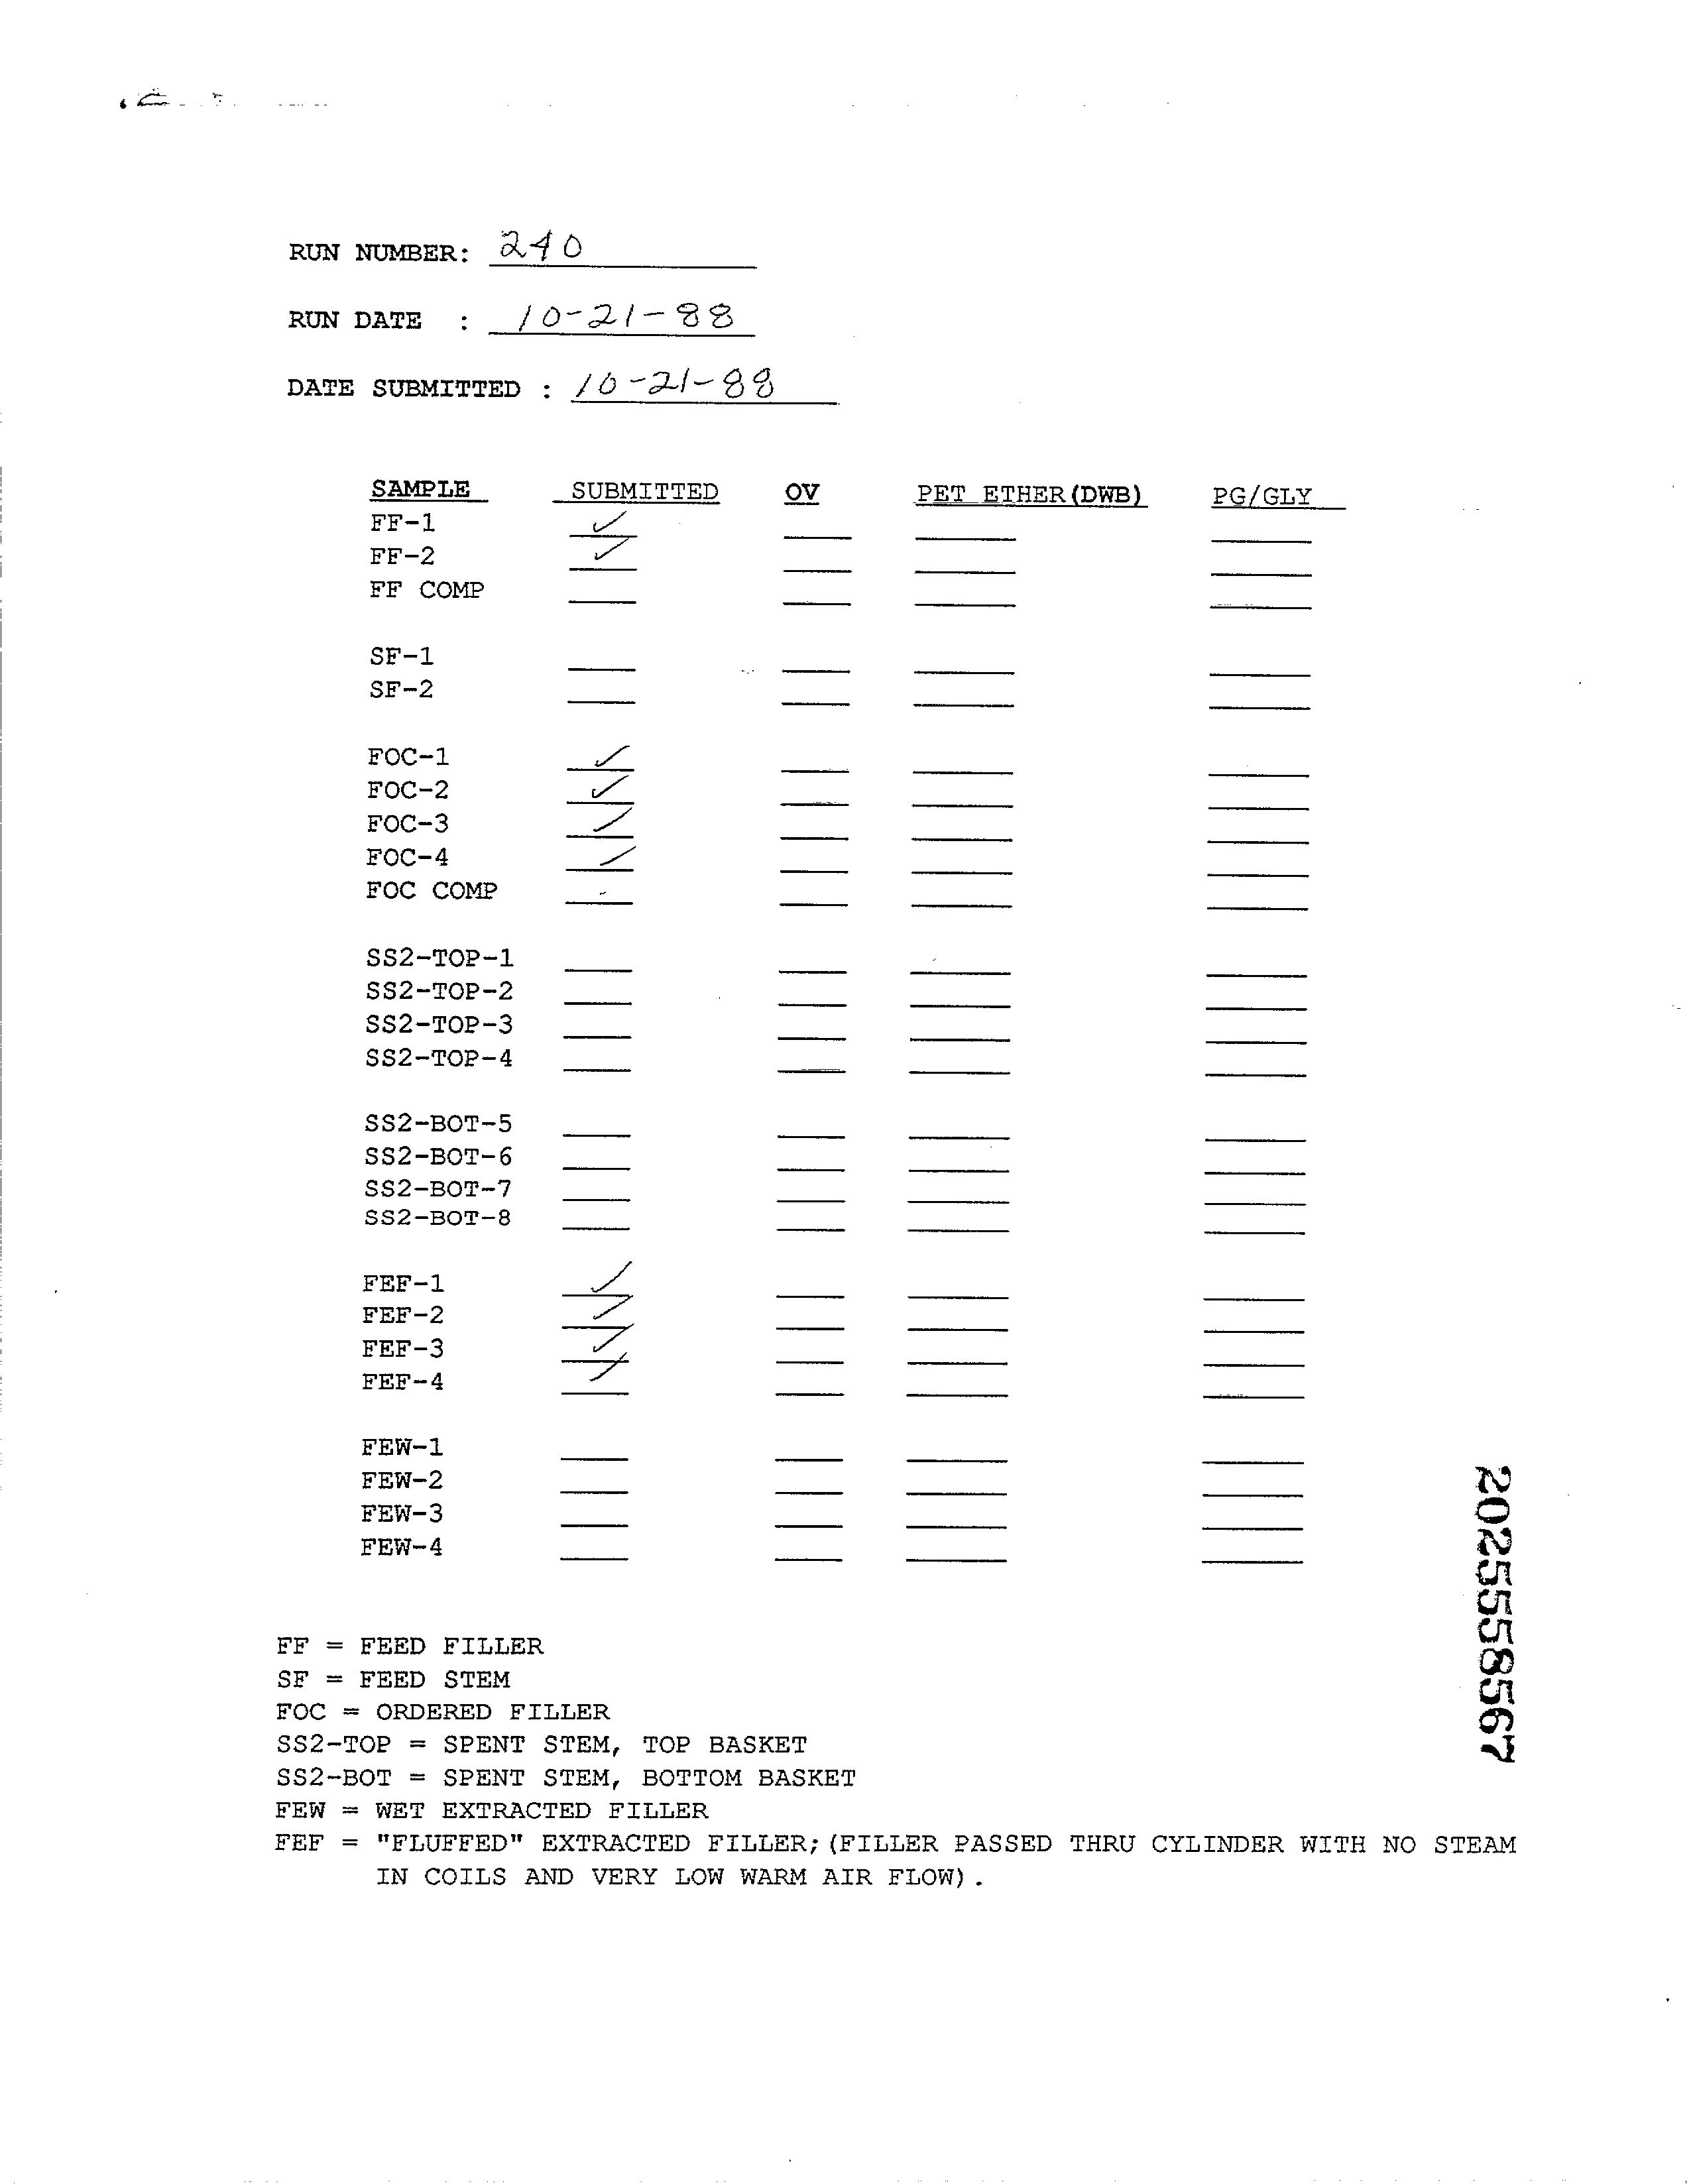 RUN NUMBER: 240
RUN DATE : 10-21-88
DATE SUBMITTED : 10-21-88
SAMPLE SUBMITTED OV PET ETHER(DWB) PG/GLY
FF-1 ✓
FF-2 ✓
FF COMP
SF-1
SF-2
FOC-1 ✓
FOC-2 ✓
FOC-3 ✓
FOC-4 ✓
FOC COMP
SS2-TOP-1
SS2-TOP-2
SS2-TOP-3
SS2-TOP-4
SS2-BOT-5
SS2-BOT-6
SS2-BOT-7
SS2-BOT-8
FEF-1 ✓
FEF-2 ✓
FEF-3 ✓
FEF-4 ✓
FEW-1
FEW-2
FEW-3
FEW-4
2025558567
FF = FEED FILLER
SF = FEED STEM
FOC = ORDERED FILLER
SS2-TOP = SPENT STEM, TOP BASKET
SS2-BOT = SPENT STEM, BOTTOM BASKET
FEW = WET EXTRACTED FILLER
FEF = "FLUFFED" EXTRACTED FILLER;(FILLER PASSED THRU CYLINDER WITH NO STEAM
IN COILS AND VERY LOW WARM AIR FLOW).